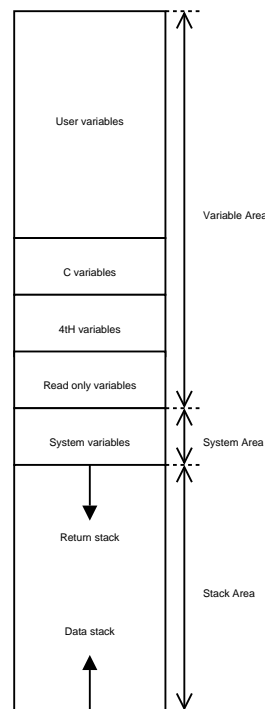 User variables
Variable Area
C variables
4tH variables
Read only variables
System variables
System Area
Return stack
Stack Area
Data stack